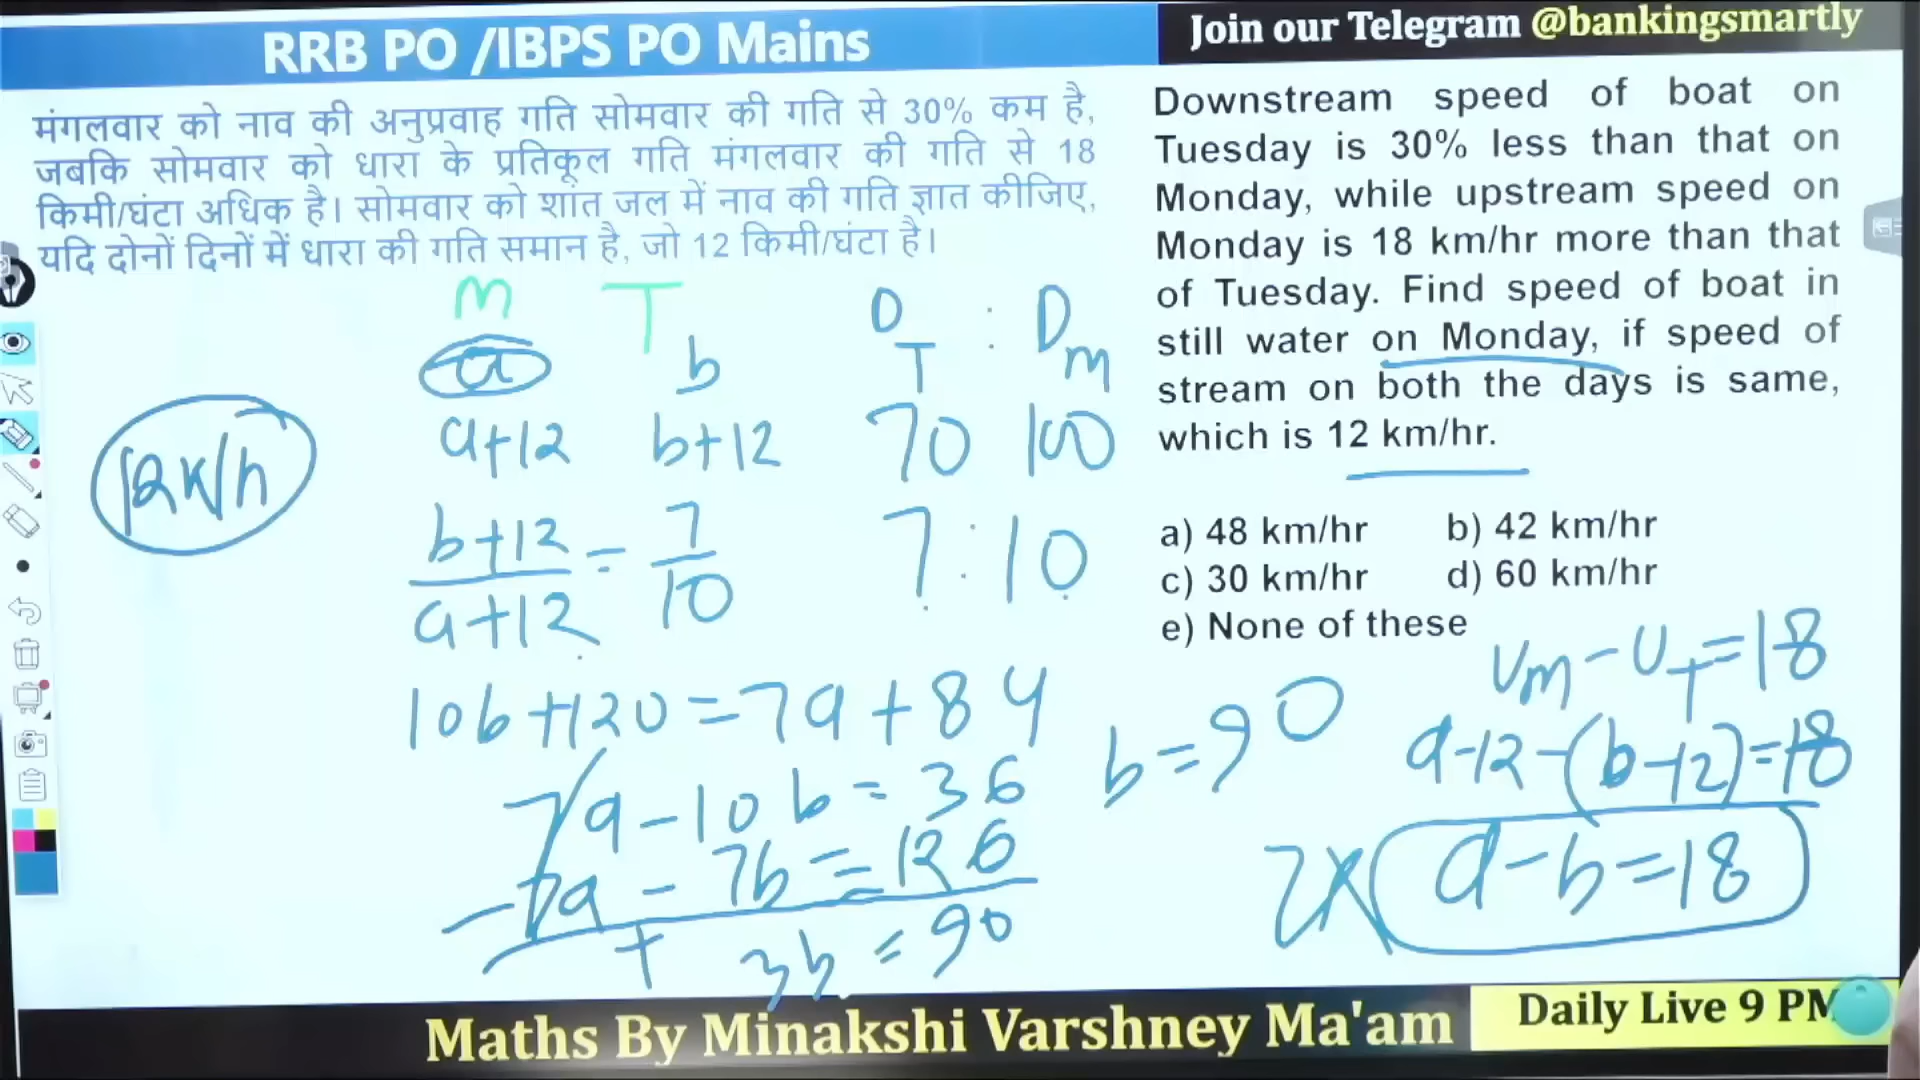 RRB PO /IBPS PO Mains
Join our Telegram @bankingsmartly
मंगलवार को नाव की अनुप्रवाह गति सोमवार की गति से 30% कम है,
जबकि सोमवार को धारा के प्रतिकूल गति मंगलवार की गति से 18
किमी/घंटा अधिक है। सोमवार को शांत जल में नाव की गति ज्ञात कीजिए,
यदि दोनों दिनों में धारा की गति समान है, जो 12 किमी/घंटा है।
Downstream speed of boat on
Tuesday is 30% less than that on
Monday, while upstream speed on
Monday is 18 km/hr more than that
of Tuesday. Find speed of boat in
still water on Monday, if speed of
stream on both the days is same,
which is 12 km/hr.
a) 48 km/hr b) 42 km/hr
c) 30 km/hr d) 60 km/hr
e) None of these
m T D : D
a b T m
a+12 b+12 70 100
12k/h
b+12 = 7 7 : 10
a+12 10
10b+120=7a+84
7a-10b=36
7a-7b=126
+ 3b=90
b=90
Um-UT=18
a-12-(b-12)=18
7x a-b=18
Maths By Minakshi Varshney Ma'am
Daily Live 9 PM